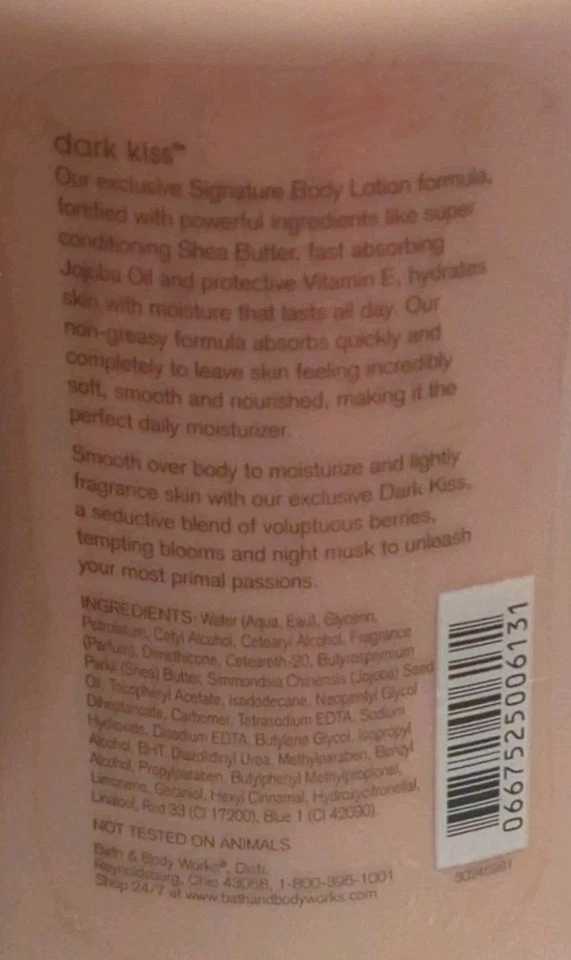 dark kiss™
Our exclusive Signature Body Lotion formula,
fortified with powerful ingredients like super
conditioning Shea Butter, fast absorbing
Jojoba Oil and protective Vitamin E, hydrates
skin with moisture that lasts all day. Our
non-greasy formula absorbs quickly and
completely to leave skin feeling incredibly
soft, smooth and nourished, making it the
perfect daily moisturizer.
Smooth over body to moisturize and lightly
fragrance skin with our exclusive Dark Kiss,
a seductive blend of voluptuous berries,
tempting blooms and night musk to unleash
your most primal passions.
INGREDIENTS: Water (Aqua, Eau), Glycerin,
Petrolatum, Cetyl Alcohol, Cetearyl Alcohol, Fragrance
(Parfum), Dimethicone, Ceteareth-20, Butyrospermum
Parkii (Shea) Butter, Simmondsia Chinensis (Jojoba) Seed
Oil, Tocopheryl Acetate, Isododecane, Neopentyl Glycol
Diheptanoate, Carbomer, Tetrasodium EDTA, Sodium
Hydroxide, Disodium EDTA, Butylene Glycol, Isopropyl
Alcohol, BHT, Diazolidinyl Urea, Methylparaben, Benzyl
Alcohol, Propylparaben, Butylphenyl Methylpropional,
Limonene, Geraniol, Hexyl Cinnamal, Hydroxycitronellal,
Linalool, Red 33 (CI 17200), Blue 1 (CI 42090).
NOT TESTED ON ANIMALS
Bath & Body Works®, Distr.
Reynoldsburg, Ohio 43068, 1-800-395-1001
Shop 24/7 at www.bathandbodyworks.com
0667525006131